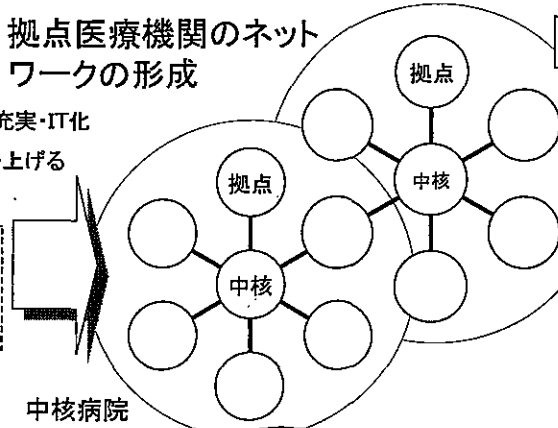 拠点医療機関のネット
ワークの形成
充実・IT化
上げる
拠点
中核
拠点
中核
中核病院